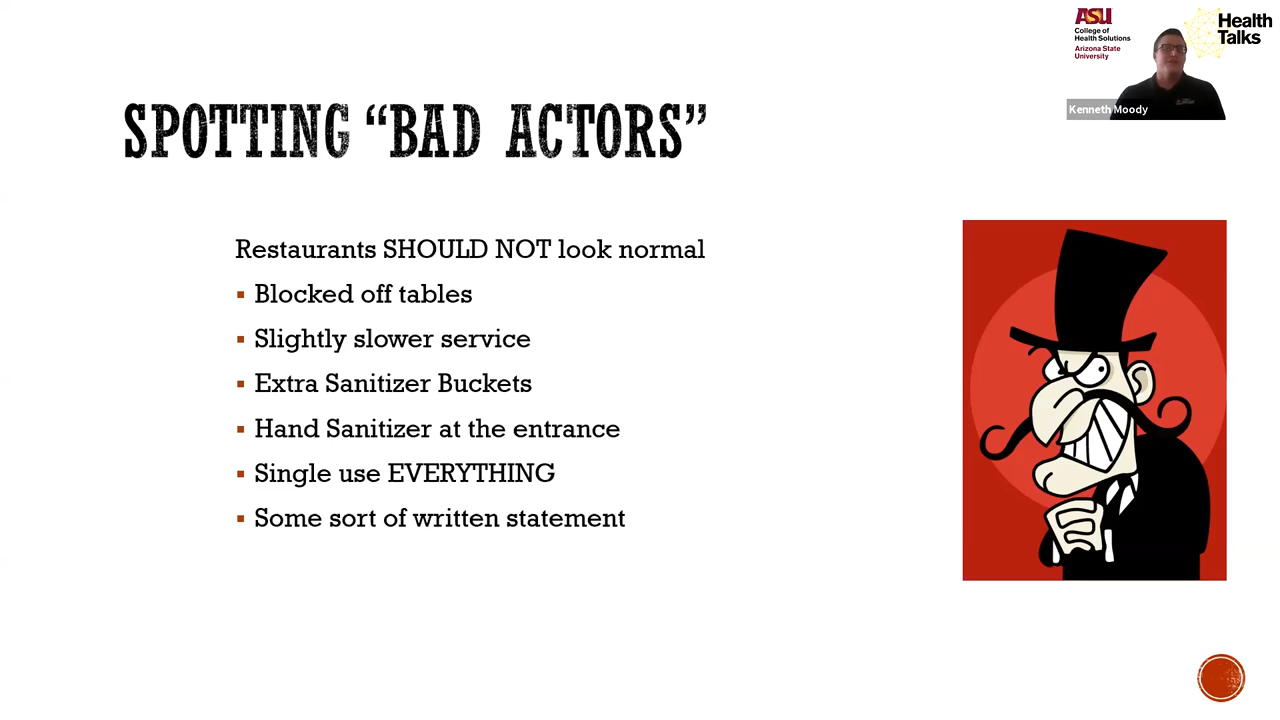 ASU
College of
Health Solutions
Arizona State
University
Health
Talks
Kenneth Moody
SPOTTING “BAD ACTORS”
Restaurants SHOULD NOT look normal
Blocked off tables
Slightly slower service
Extra Sanitizer Buckets
Hand Sanitizer at the entrance
Single use EVERYTHING
Some sort of written statement